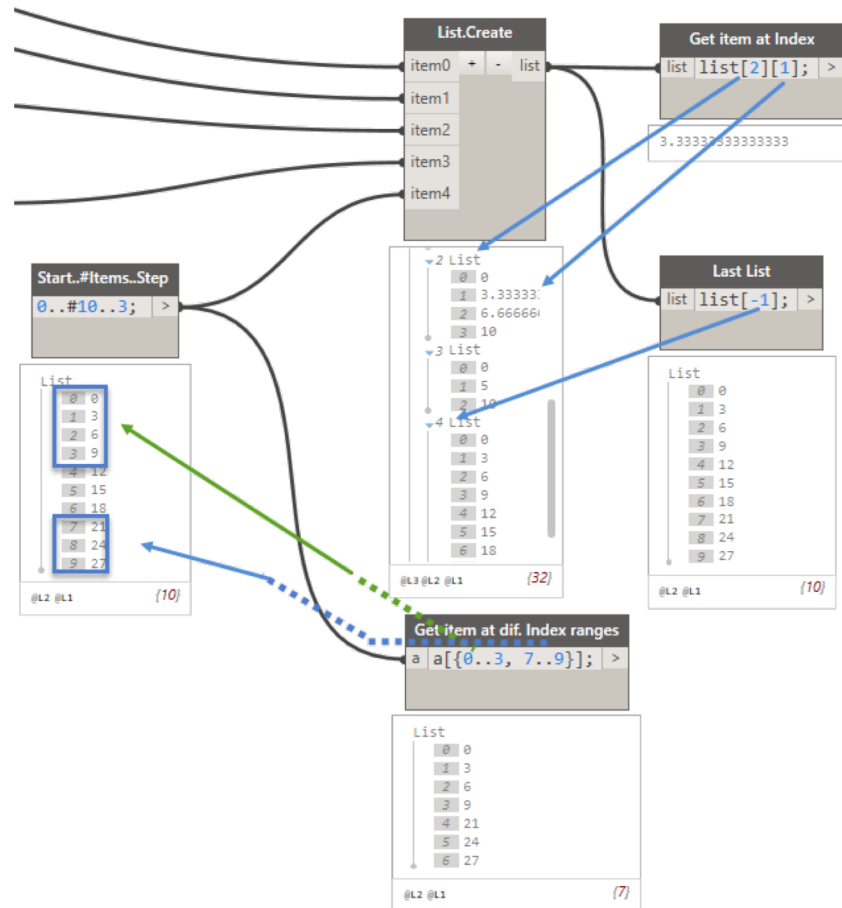 List.Create
item0 + - list
item1
item2
item3
item4
Get item at Index
list list[2][1]; >
3.33333333333333
Start..#Items..Step
0..#10..3; >
List
0 0
1 3
2 6
3 9
4 12
5 15
6 18
7 21
8 24
9 27
@L2 @L1 {10}
2 List
0 0
1 3.333333
2 6.666666
3 10
3 List
0 0
1 5
2 10
4 List
0 0
1 3
2 6
3 9
4 12
5 15
6 18
@L3 @L2 @L1 {32}
Last List
list list[-1]; >
List
0 0
1 3
2 6
3 9
4 12
5 15
6 18
7 21
8 24
9 27
@L2 @L1 {10}
Get item at dif. Index ranges
a a[{0..3, 7..9}]; >
List
0 0
1 3
2 6
3 9
4 21
5 24
6 27
@L2 @L1 {7}